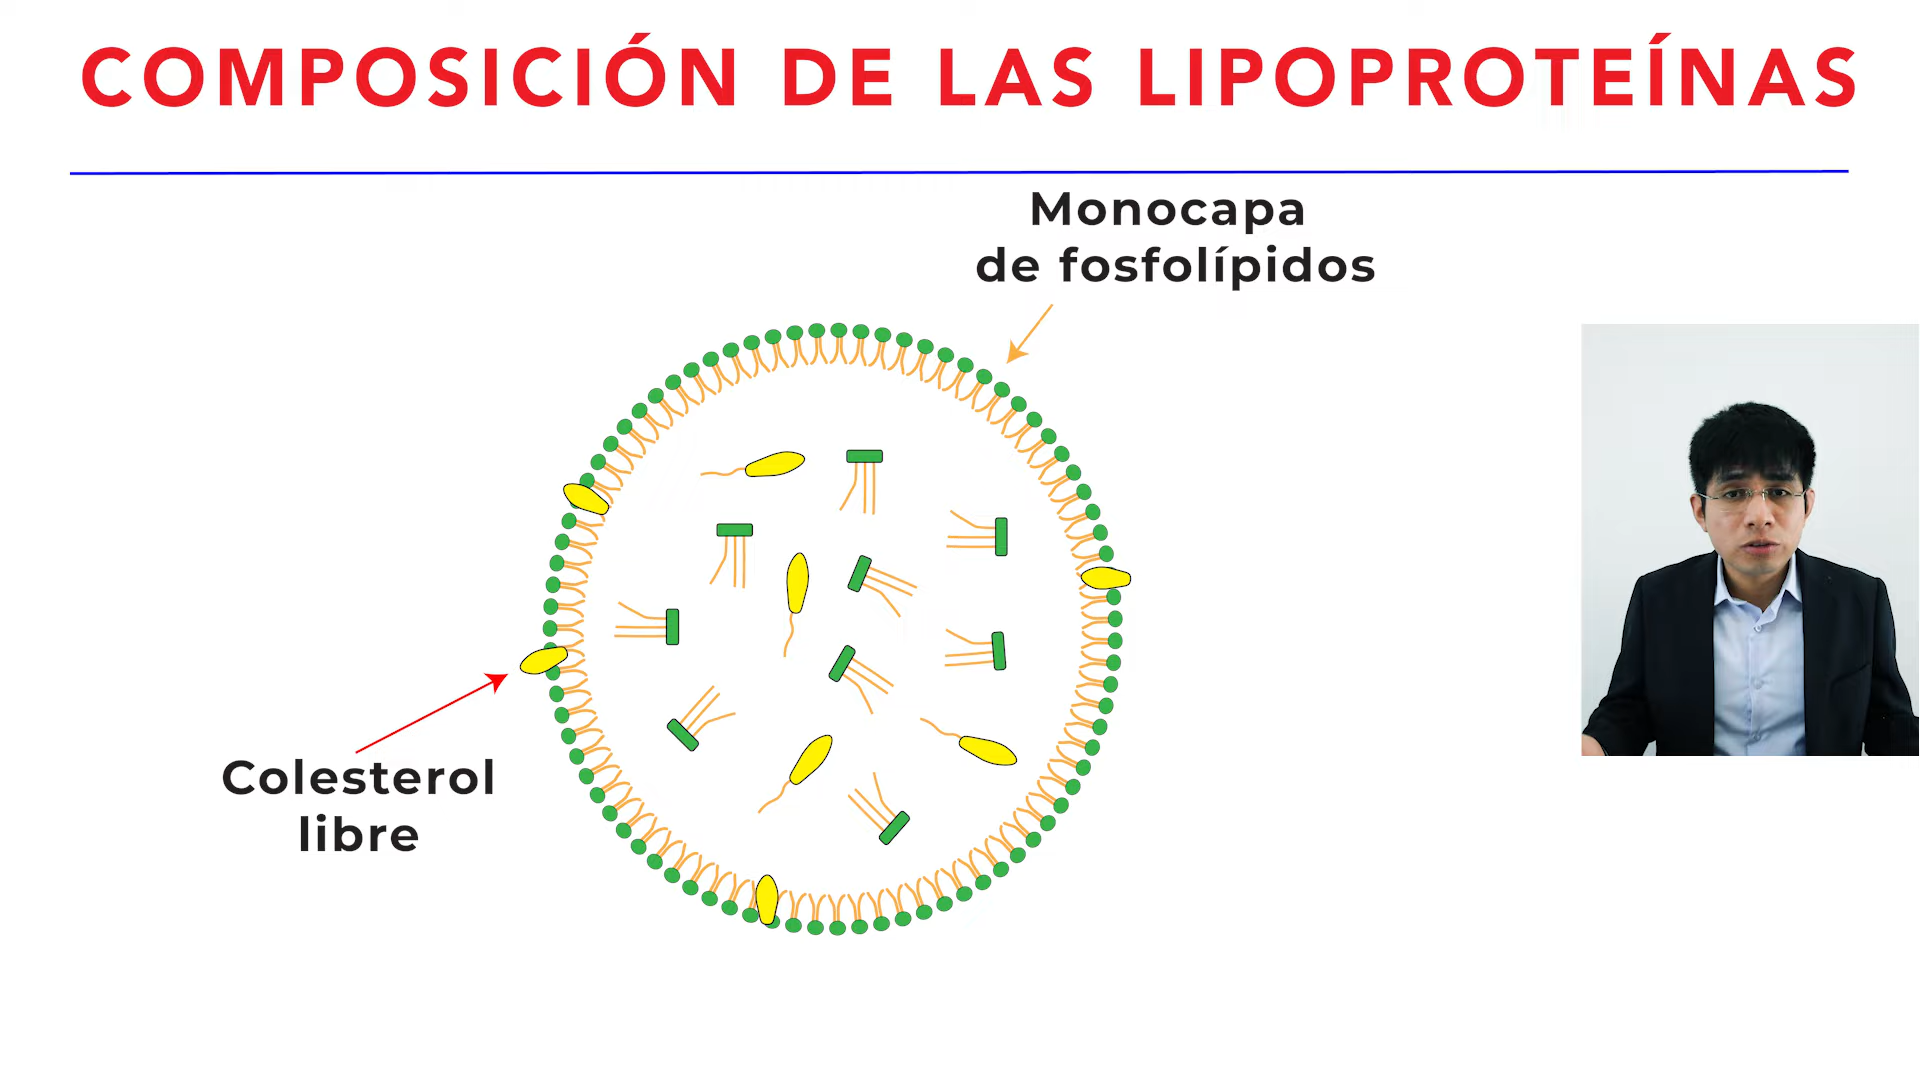 COMPOSICIÓN DE LAS LIPOPROTEÍNAS
Monocapa
de fosfolípidos
Colesterol
libre